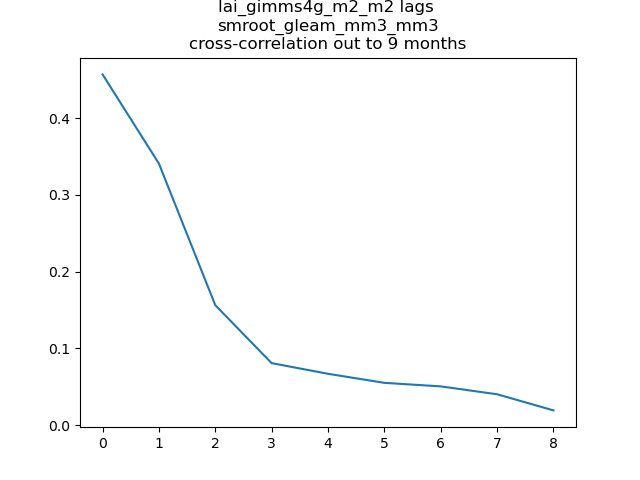 lai_gimms4g_m2_m2 lags
smroot_gleam_mm3_mm3
cross-correlation out to 9 months
0.4
0.3
0.2
0.1
0.0
0 1 2 3 4 5 6 7 8